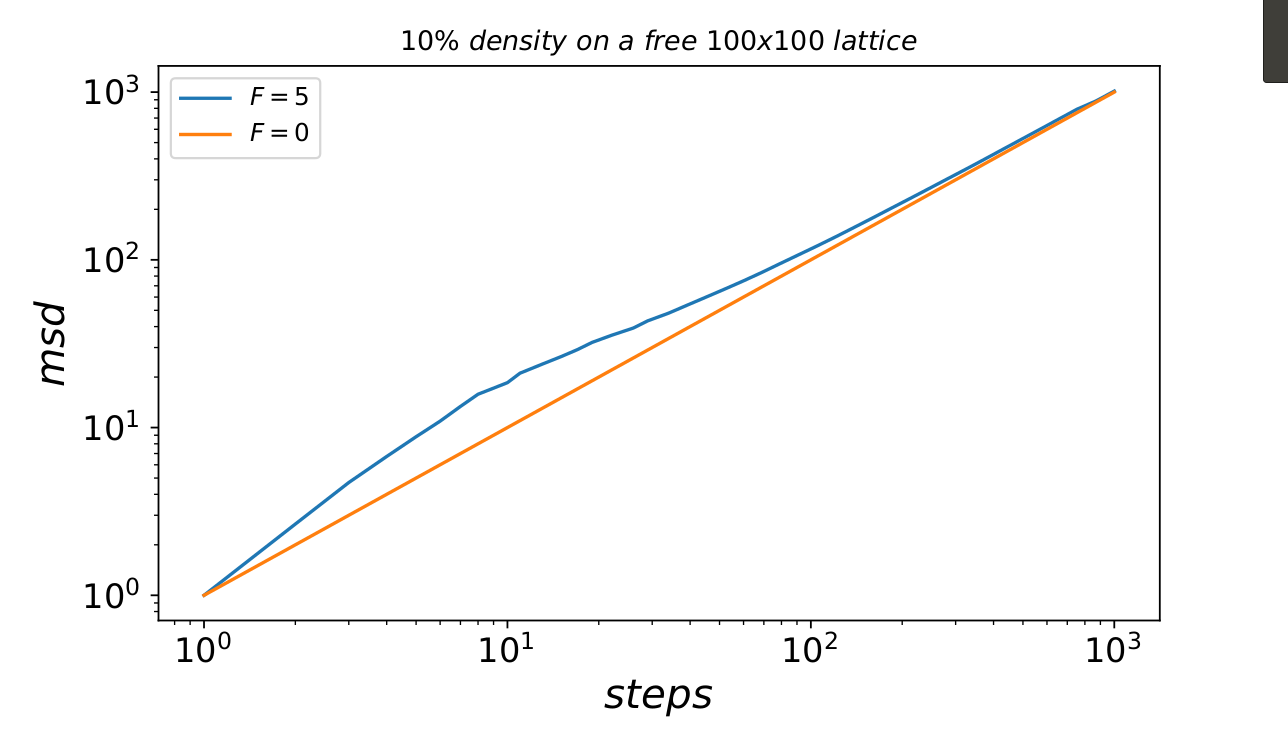 10% density on a free 100x100 lattice
F = 5
F = 0
10³
10²
10¹
10⁰
msd
10⁰ 10¹ 10² 10³
steps